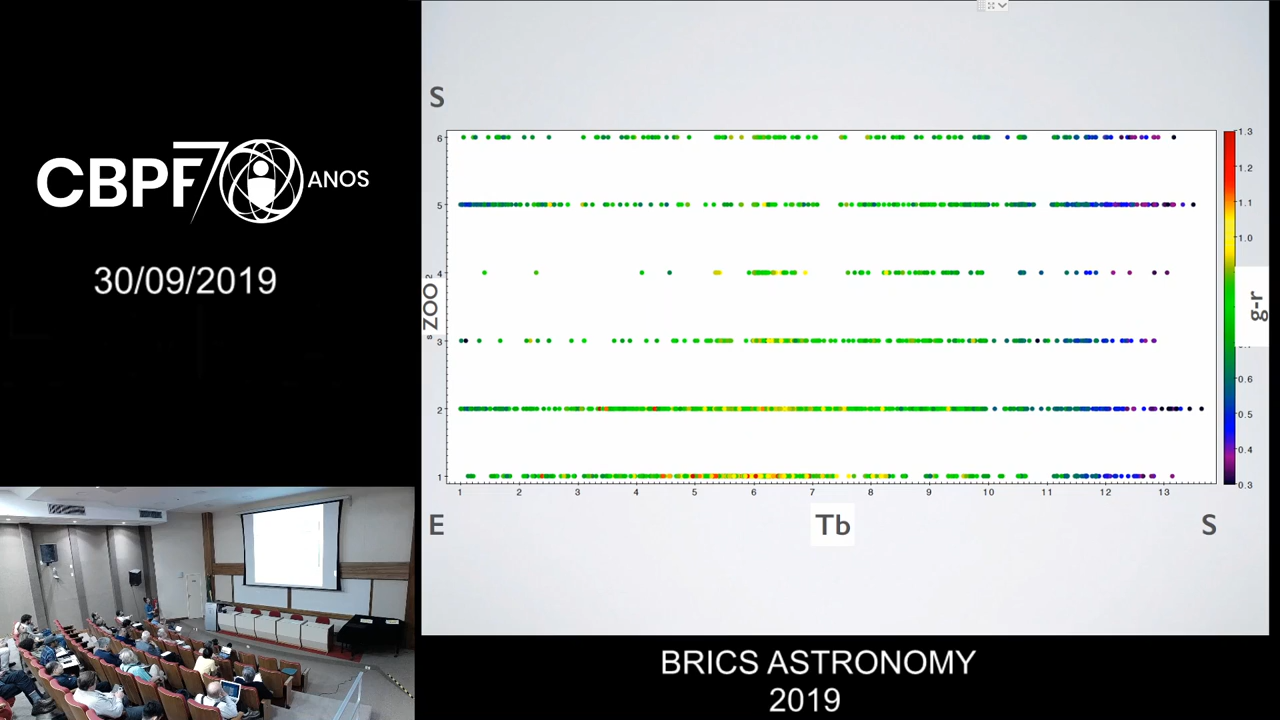 CBPF 70 ANOS
30/09/2019
S
6
5
4
3
2
1
s ZOO 2
1 2 3 4 5 6 7 8 9 10 11 12 13
E
Tb
S
1.3
1.2
1.1
1.0
0.6
0.5
0.4
0.3
g-r
BRICS ASTRONOMY
2019